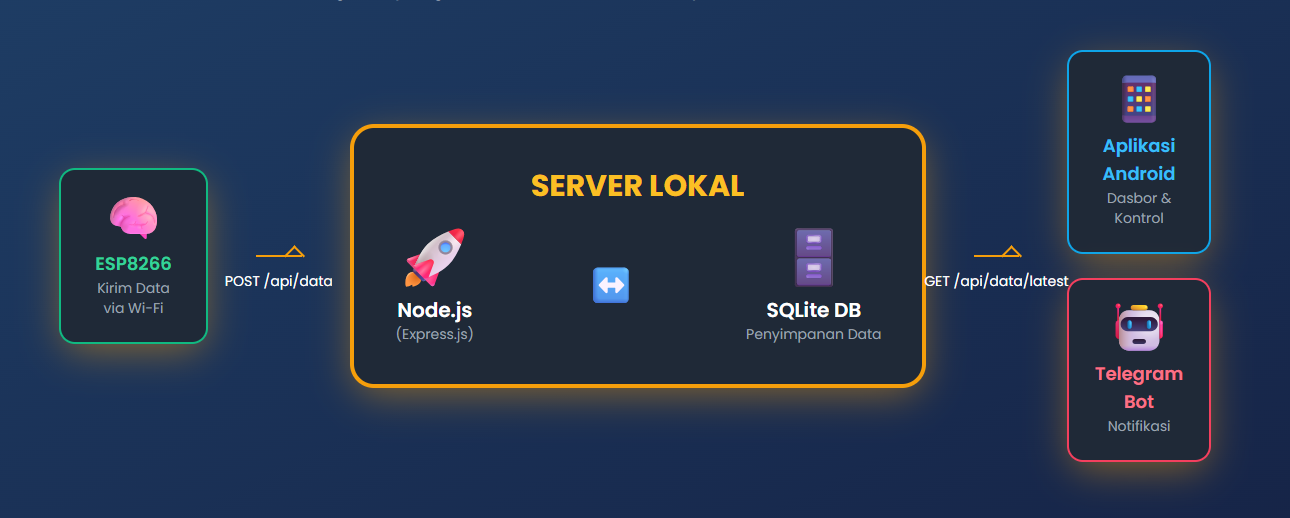 ESP8266
Kirim Data
via Wi-Fi
POST /api/data
SERVER LOKAL
Node.js
(Express.js)
SQLite DB
Penyimpanan Data
GET /api/data/latest
Aplikasi
Android
Dasbor &
Kontrol
Telegram
Bot
Notifikasi